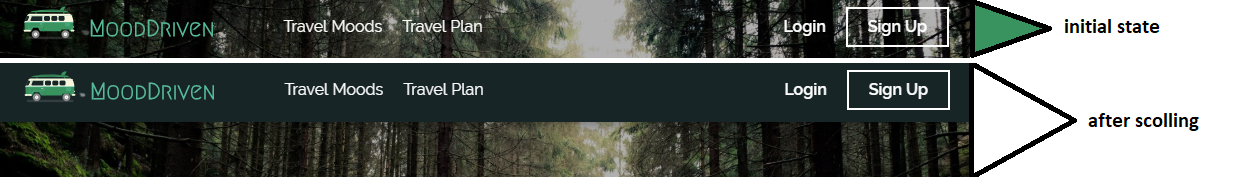 MOODDRIVEN Travel Moods Travel Plan Login Sign Up initial state
MOODDRIVEN Travel Moods Travel Plan Login Sign Up after scolling